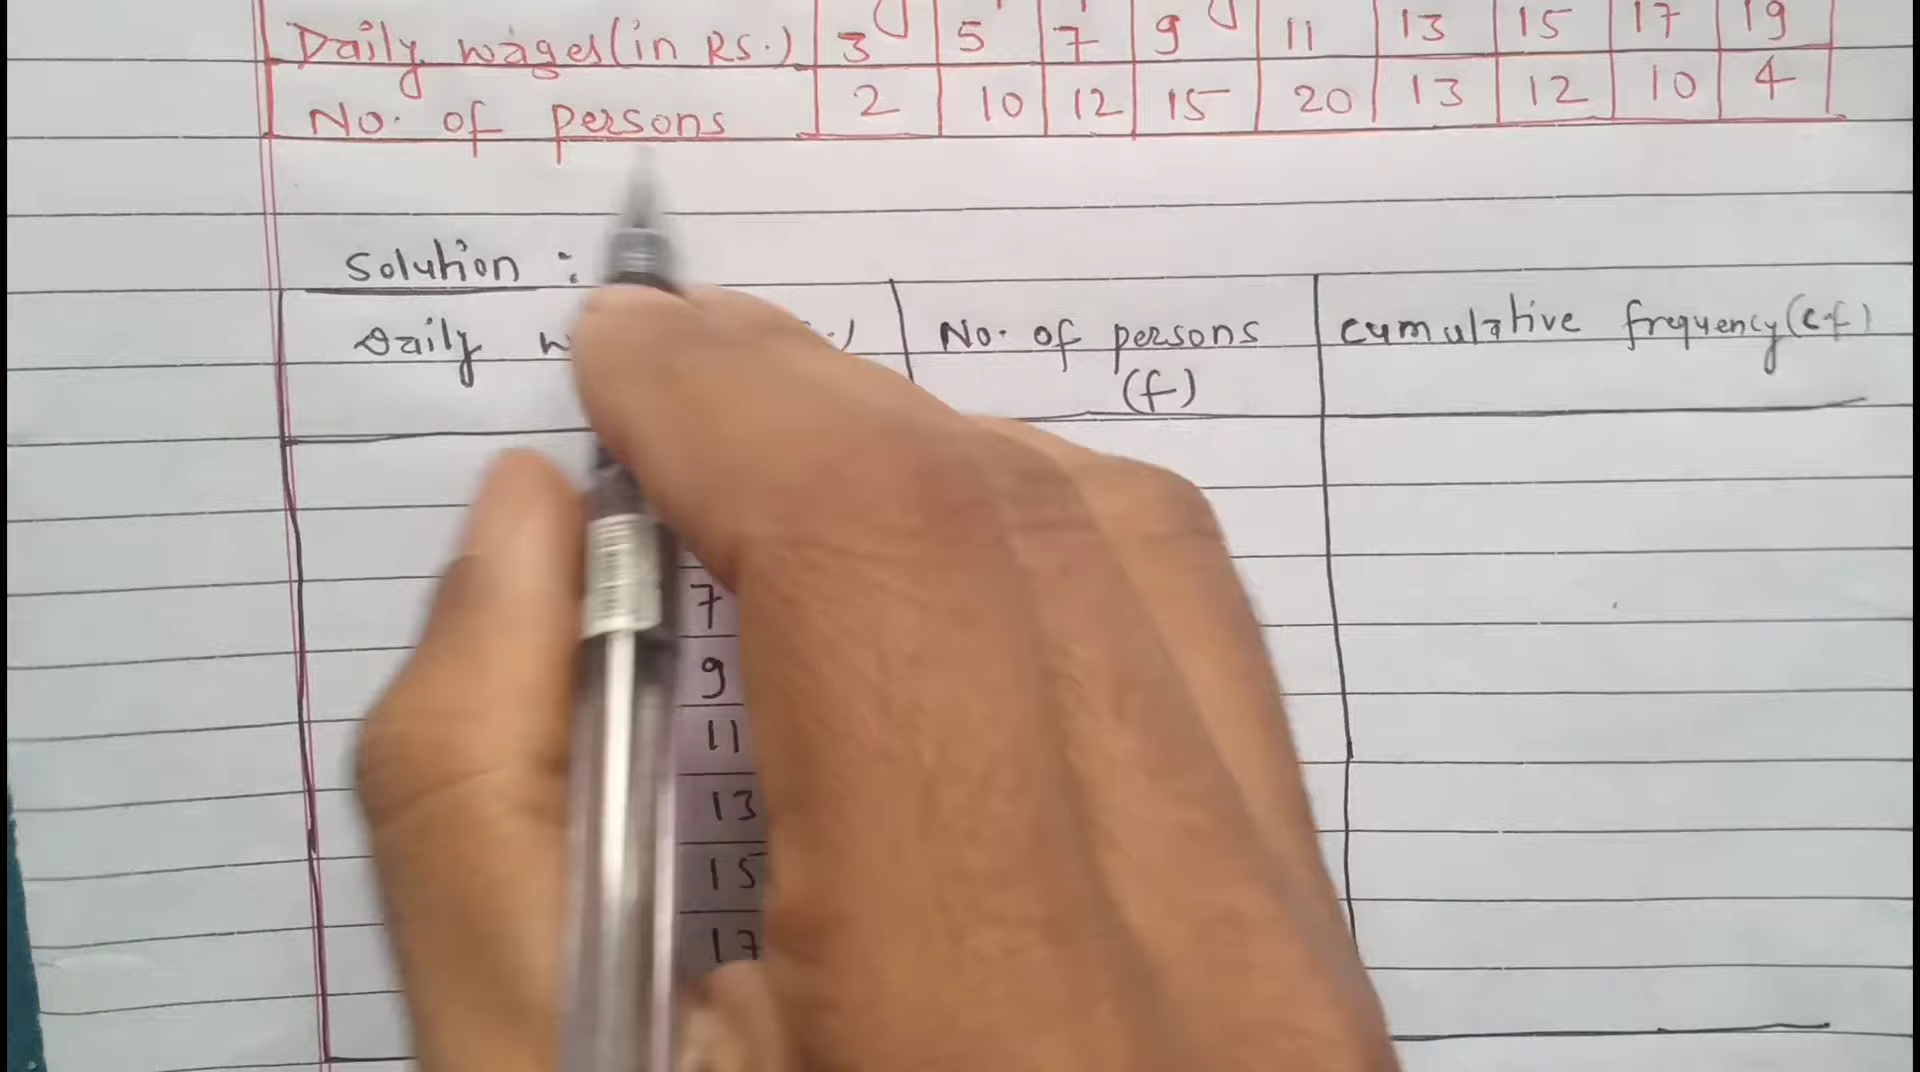 Daily wages (in Rs.) 3 5 7 9 11 13 15 17 19
No. of persons 2 10 12 15 20 13 12 10 4
Solution :
Daily
No. of persons
(f)
cumulative frequency (cf)
7
9
11
13
15
17